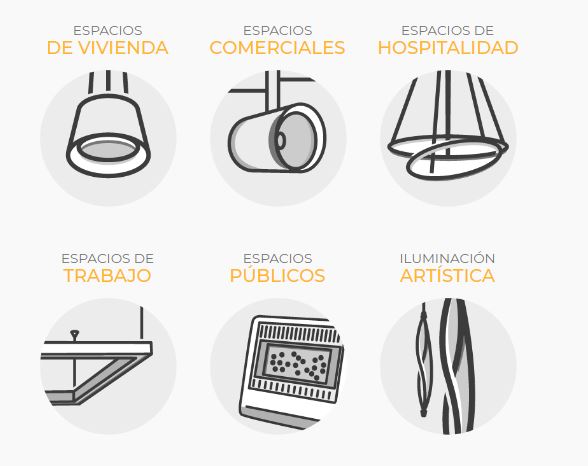 ESPACIOS
DE VIVIENDA
ESPACIOS
COMERCIALES
ESPACIOS DE
HOSPITALIDAD
ESPACIOS DE
TRABAJO
ESPACIOS
PÚBLICOS
ILUMINACIÓN
ARTÍSTICA